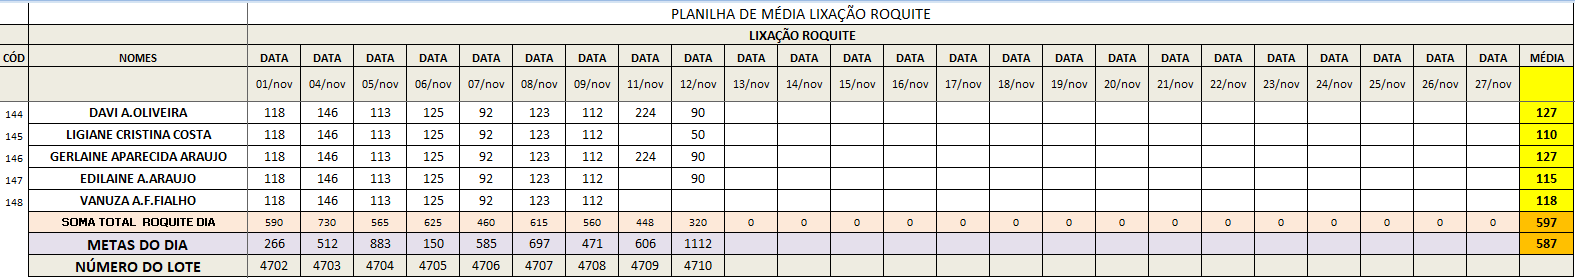 PLANILHA DE MÉDIA LIXAÇÃO ROQUITE
LIXAÇÃO ROQUITE
CÓD NOMES DATA DATA DATA DATA DATA DATA DATA DATA DATA DATA DATA DATA DATA DATA DATA DATA DATA DATA DATA DATA DATA DATA DATA DATA MÉDIA
01/nov 04/nov 05/nov 06/nov 07/nov 08/nov 09/nov 11/nov 12/nov 13/nov 14/nov 15/nov 16/nov 17/nov 18/nov 19/nov 20/nov 21/nov 22/nov 23/nov 24/nov 25/nov 26/nov 27/nov
144 DAVI A.OLIVEIRA 118 146 113 125 92 123 112 224 90 127
145 LIGIANE CRISTINA COSTA 118 146 113 125 92 123 112 50 110
146 GERLAINE APARECIDA ARAUJO 118 146 113 125 92 123 112 224 90 127
147 EDILAINE A.ARAUJO 118 146 113 125 92 123 112 90 115
148 VANUZA A.F.FIALHO 118 146 113 125 92 123 112 118
SOMA TOTAL ROQUITE DIA 590 730 565 625 460 615 560 448 320 0 0 0 0 0 0 0 0 0 0 0 0 0 0 0 597
METAS DO DIA 266 512 883 150 585 697 471 606 1112 587
NÚMERO DO LOTE 4702 4703 4704 4705 4706 4707 4708 4709 4710